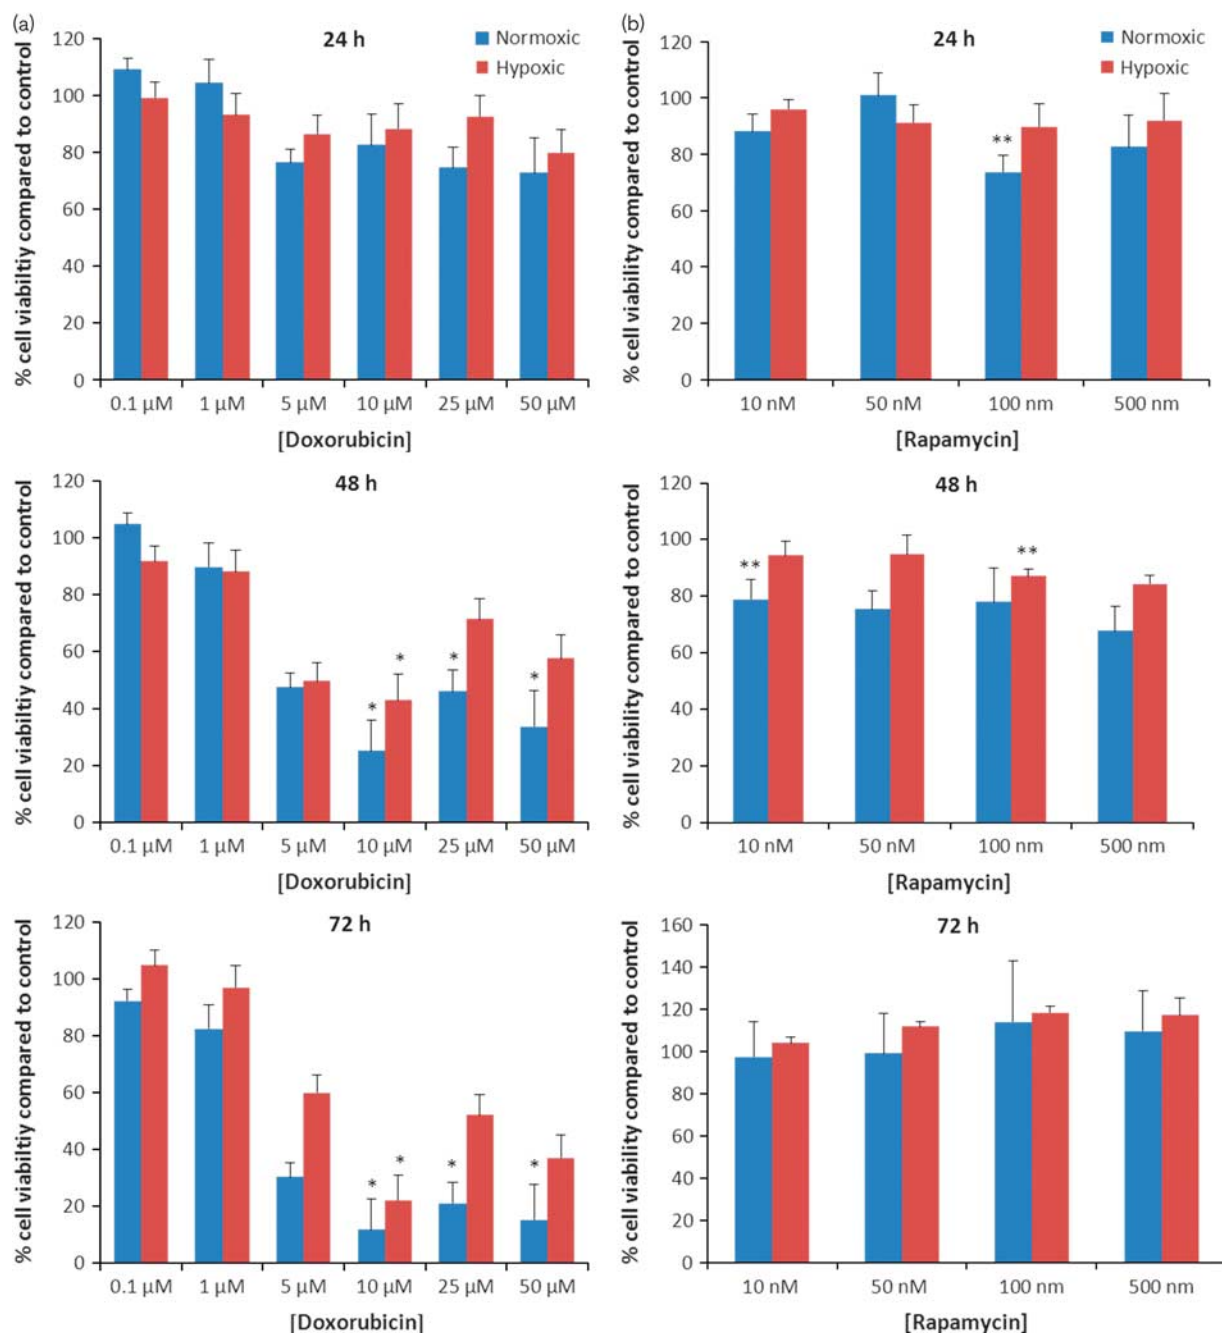 (a)
24 h
Normoxic
Hypoxic
% cell viabiltiy compared to control
120
100
80
60
40
20
0
0.1 µM 1 µM 5 µM 10 µM 25 µM 50 µM
[Doxorubicin]
48 h
% cell viabiltiy compared to control
120
100
80
60
40
20
0
* * * *
0.1 µM 1 µM 5 µM 10 µM 25 µM 50 µM
[Doxorubicin]
72 h
% cell viabiltiy compared to control
120
100
80
60
40
20
0
* * * *
0.1 µM 1 µM 5 µM 10 µM 25 µM 50 µM
[Doxorubicin]
(b)
24 h
Normoxic
Hypoxic
% cell viability compared to control
120
100
80
60
40
20
0
**
10 nM 50 nM 100 nm 500 nm
[Rapamycin]
48 h
% cell viability compared to control
120
100
80
60
40
20
0
** **
10 nM 50 nM 100 nm 500 nm
[Rapamycin]
72 h
% cell viability compared to control
160
140
120
100
80
60
40
20
0
10 nM 50 nM 100 nm 500 nm
[Rapamycin]